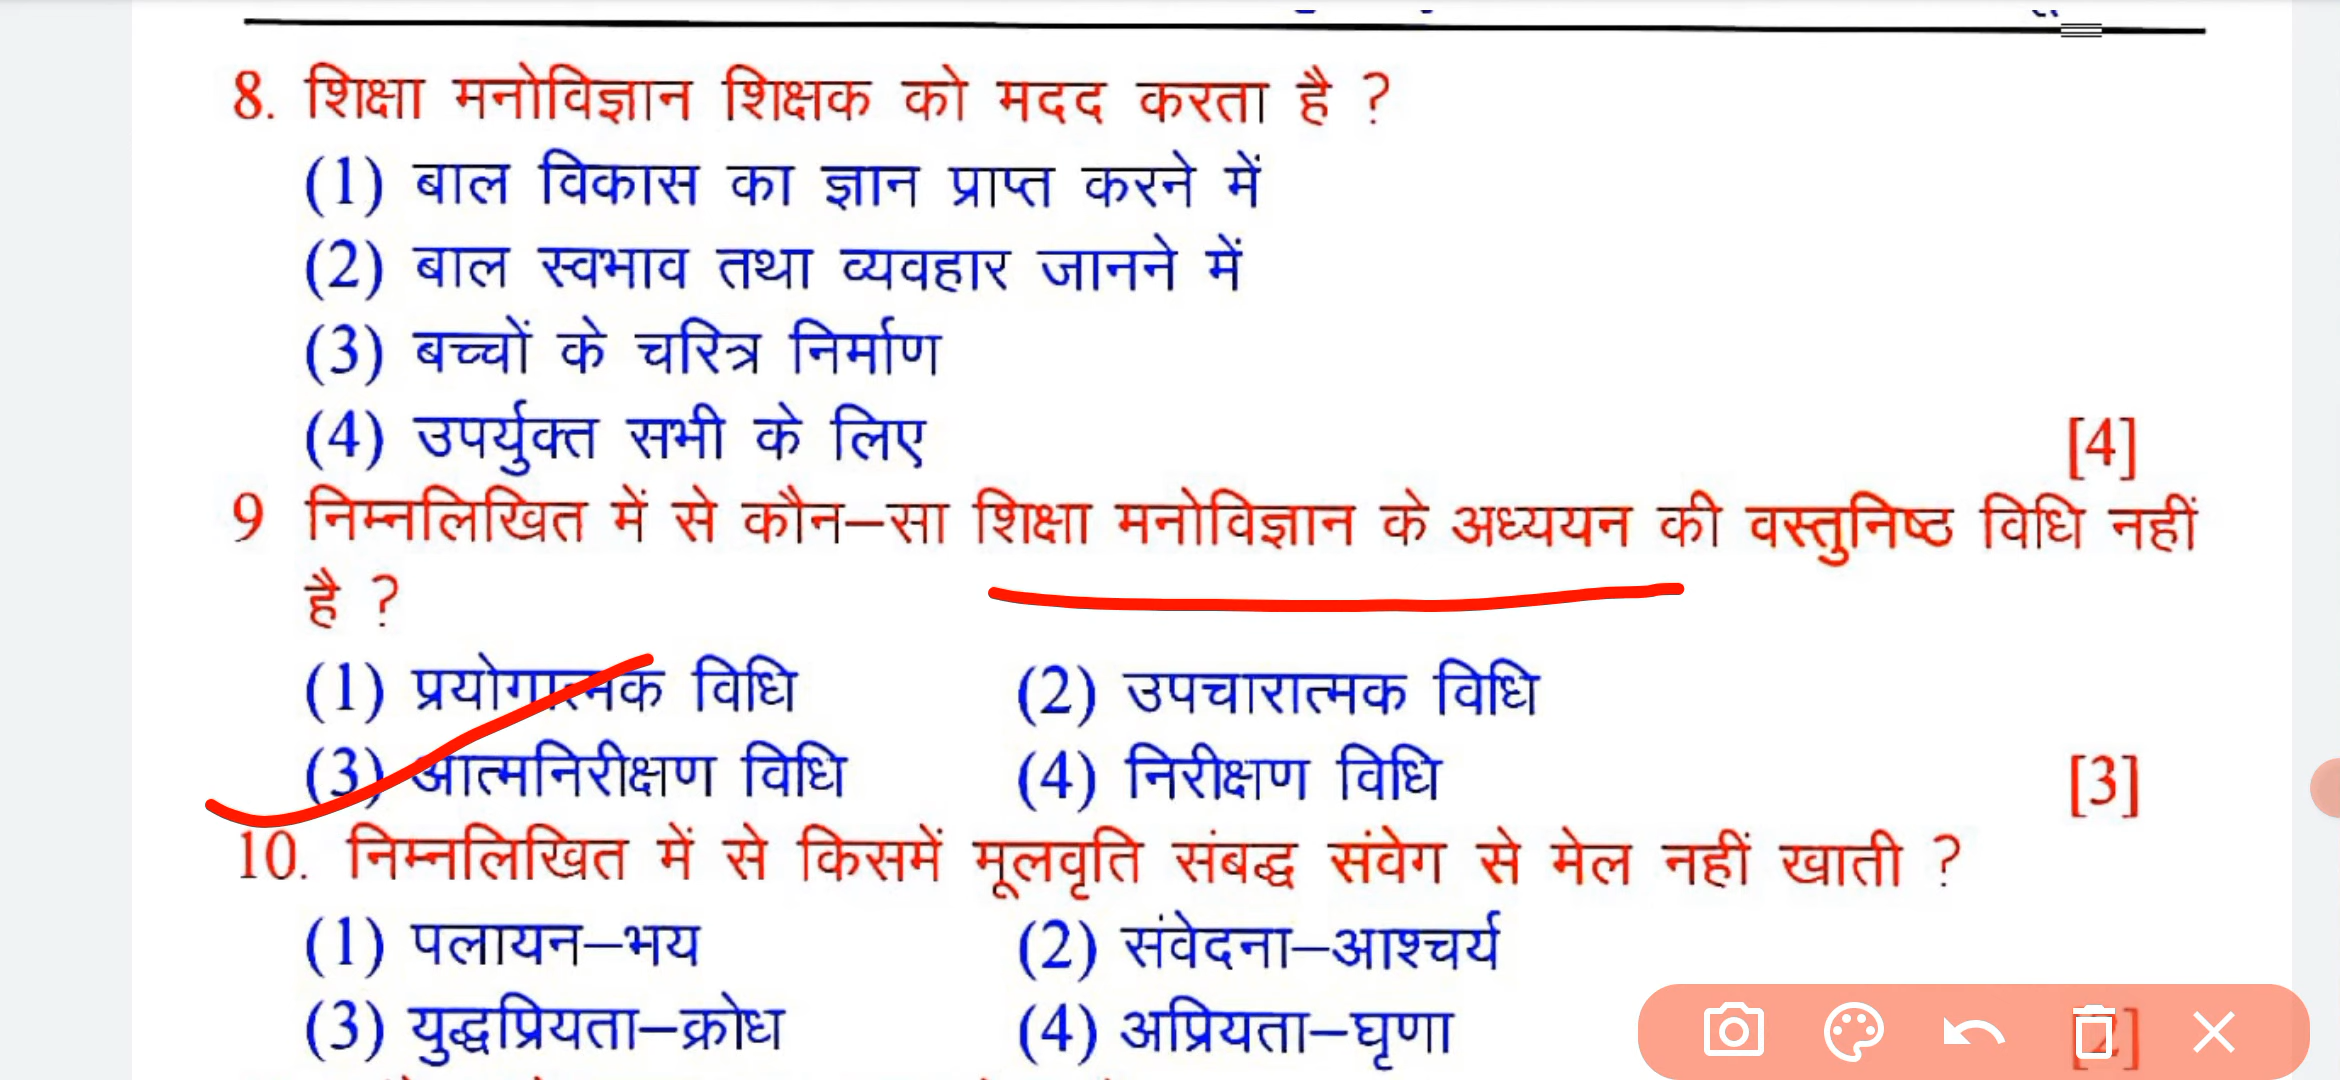 8. शिक्षा मनोविज्ञान शिक्षक को मदद करता है ?
(1) बाल विकास का ज्ञान प्राप्त करने में
(2) बाल स्वभाव तथा व्यवहार जानने में
(3) बच्चों के चरित्र निर्माण
(4) उपर्युक्त सभी के लिए [4]
9 निम्नलिखित में से कौन–सा शिक्षा मनोविज्ञान के अध्ययन की वस्तुनिष्ठ विधि नहीं
है ?
(1) प्रयोगात्मक विधि (2) उपचारात्मक विधि
(3) आत्मनिरीक्षण विधि (4) निरीक्षण विधि [3]
10. निम्नलिखित में से किसमें मूलवृति संबद्ध संवेग से मेल नहीं खाती ?
(1) पलायन–भय (2) संवेदना–आश्चर्य
(3) युद्धप्रियता–क्रोध (4) अप्रियता–घृणा [2]